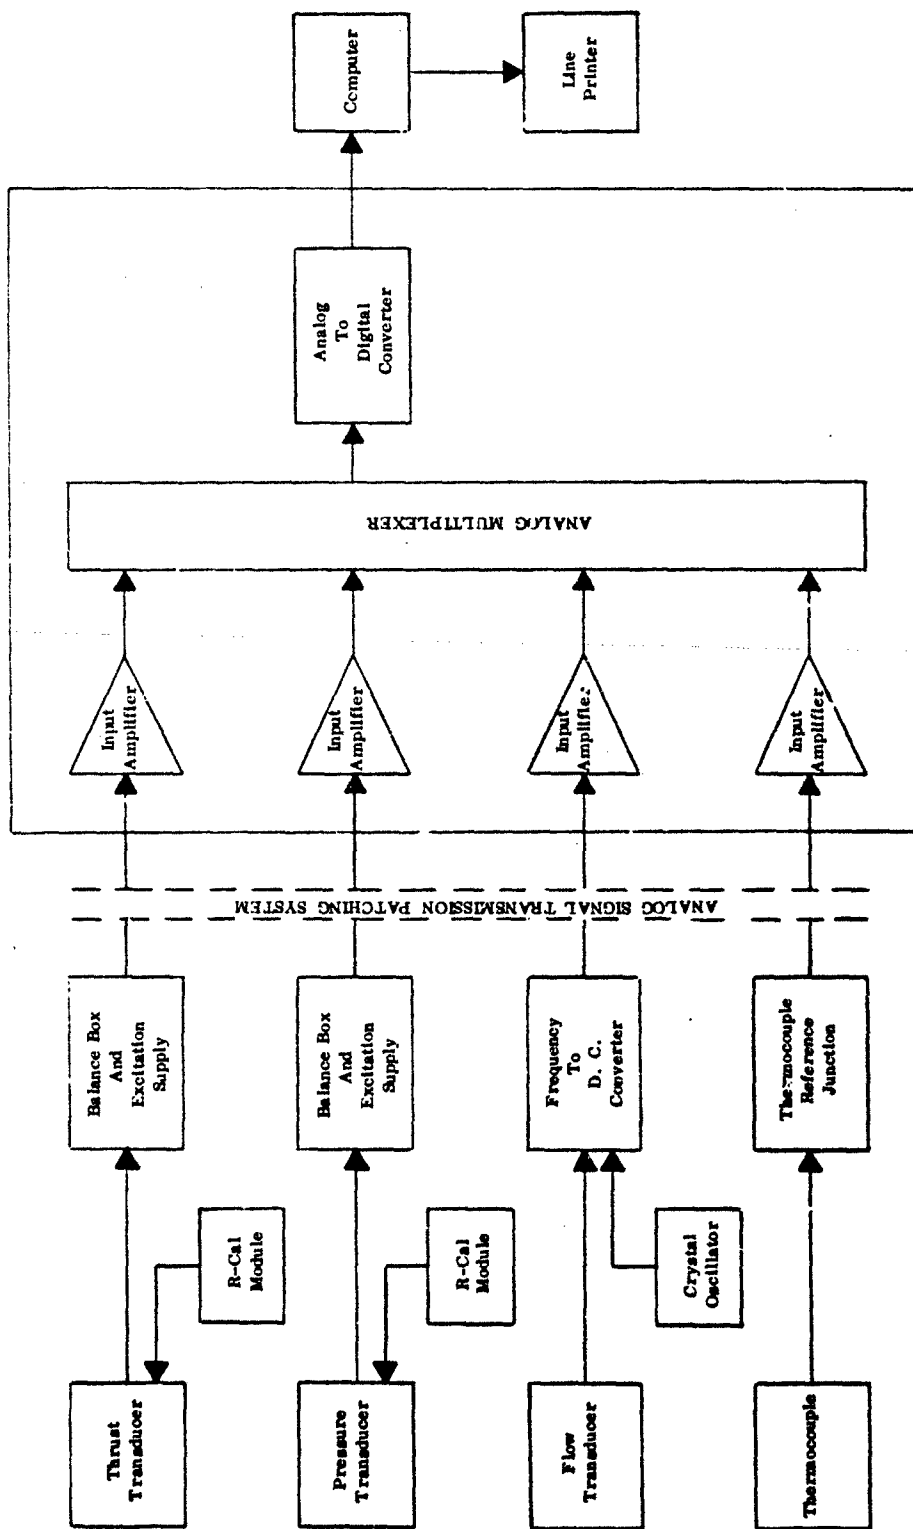 Thrust
Transducer
R-Cal
Module
Balance Box
And
Excitation
Supply
Input
Amplifier
Pressure
Transducer
R-Cal
Module
Balance Box
And
Excitation
Supply
Input
Amplifier
Flow
Transducer
Crystal
Oscillator
Frequency
To
D. C.
Converter
Input
Amplifier
Thermocouple
Thermocouple
Reference
Junction
Input
Amplifier
ANALOG SIGNAL TRANSMISSION PATCHING SYSTEM
ANALOG MULTIPLEXER
Analog
To
Digital
Converter
Computer
Line
Printer